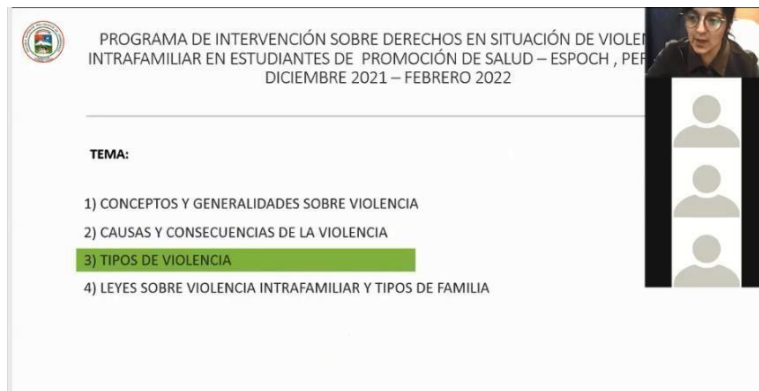 PROGRAMA DE INTERVENCIÓN SOBRE DERECHOS EN SITUACIÓN DE
INTRAFAMILIAR EN ESTUDIANTES DE PROMOCIÓN DE SALUD – ESPOCH ,
DICIEMBRE 2021 – FEBRERO 2022
TEMA:
1) CONCEPTOS Y GENERALIDADES SOBRE VIOLENCIA
2) CAUSAS Y CONSECUENCIAS DE LA VIOLENCIA
3) TIPOS DE VIOLENCIA
4) LEYES SOBRE VIOLENCIA INTRAFAMILIAR Y TIPOS DE FAMILIA